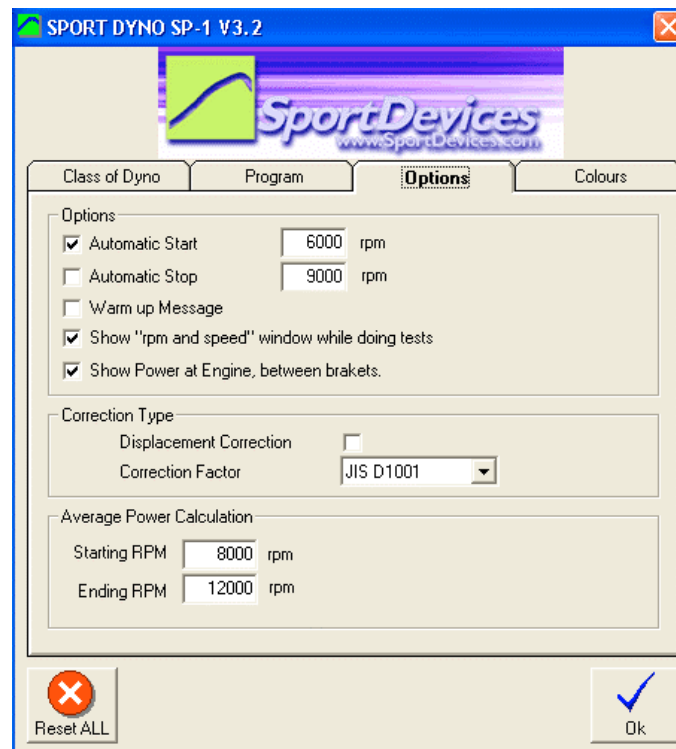 SPORT DYNO SP-1 V3.2
SportDevices
www.SportDevices.com
Class of Dyno Program Options Colours
Options
Automatic Start 6000 rpm
Automatic Stop 9000 rpm
Warm up Message
Show "rpm and speed" window while doing tests
Show Power at Engine, between brakets.
Correction Type
Displacement Correction
Correction Factor JIS D1001
Average Power Calculation
Starting RPM 8000 rpm
Ending RPM 12000 rpm
Reset ALL Ok